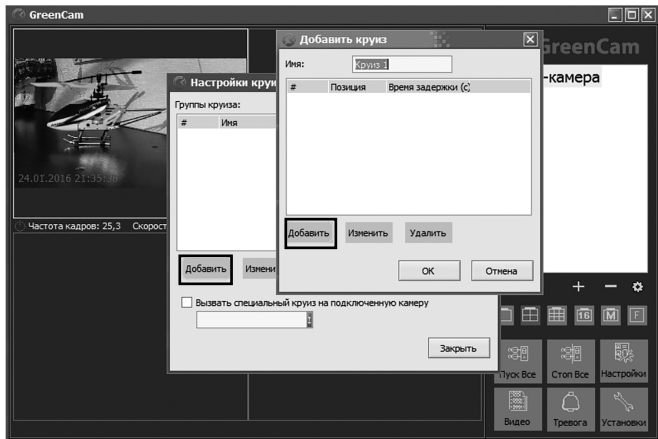 GreenCam
24.01.2016 21:35:38
Частота кадров: 25,3 Скорост
Настройки круи
Группы круиза:
# Имя
Добавить Измени
Вызвать специальный круиз на подключенную камеру
Закрыть
Добавить круиз
Имя: Круиз 1
# Позиция Время задержки (с)
Добавить Изменить Удалить
OK Отмена
GreenCam
-камера
16 M F
Пуск Все Стоп Все Настройки
Видео Тревога Установки